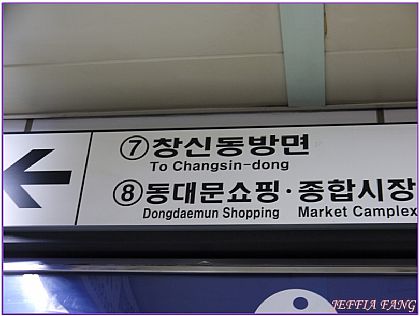 ⑦창신동방면
To Changsin-dong
⑧동대문쇼핑·종합시장
Dongdaemun Shopping Market Camplex
JEFFIA FANG